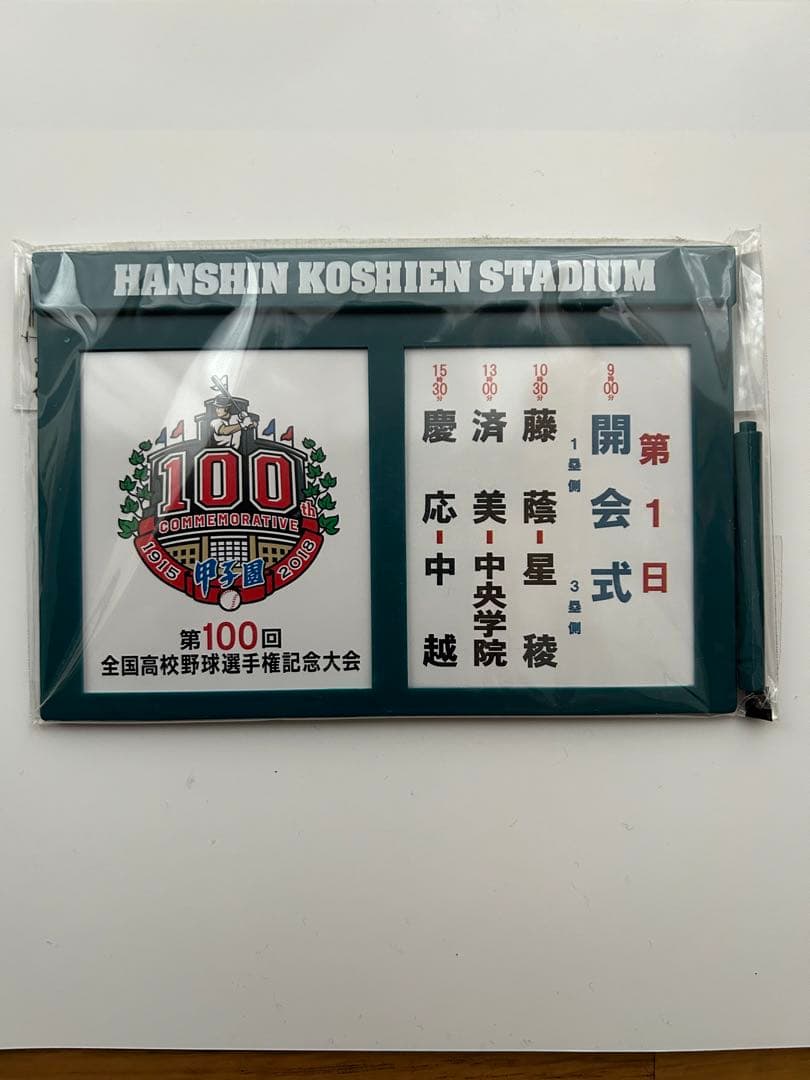 HANSHIN KOSHIEN STADIUM
100th
COMMEMORATIVE
1915 甲子園 2018
第100回
全国高校野球選手権記念大会
第1日
9時00分 開会式
1塁側 3塁側
10時30分 藤蔭-星稜
13時00分 済美-中央学院
15時30分 慶応-中越